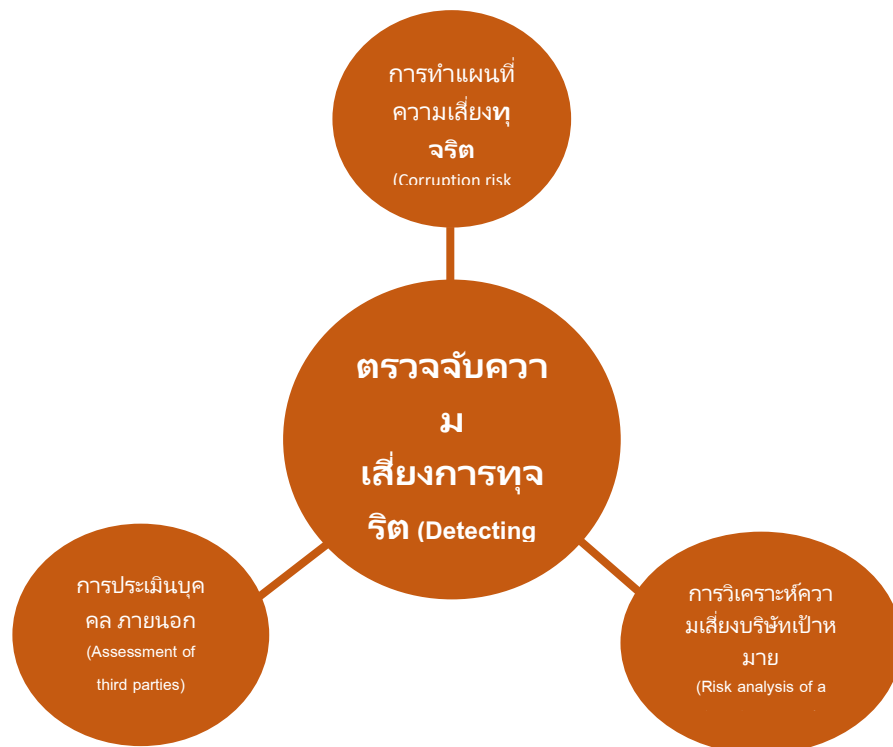 การทำแผนที่
ความเสี่ยงทุ
จริต
(Corruption risk
ตรวจจับควา
ม
เสี่ยงการทุจ
ริต (Detecting
การประเมินบุค
คล ภายนอก
(Assessment of
third parties)
การวิเคราะห์ควา
มเสี่ยงบริษัทเป้าห
มาย
(Risk analysis of a